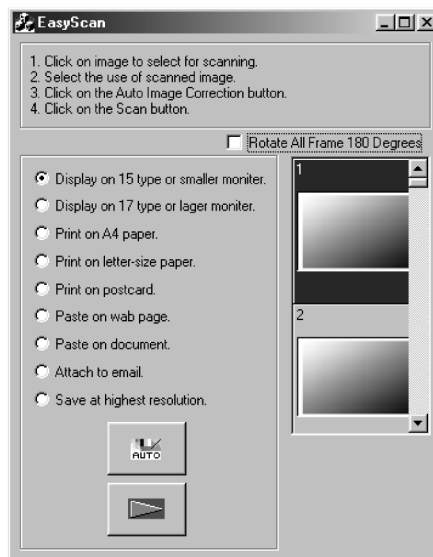 EasyScan
1. Click on image to select for scanning.
2. Select the use of scanned image.
3. Click on the Auto Image Correction button.
4. Click on the Scan button.
Rotate All Frame 180 Degrees
Display on 15 type or smaller moniter.
Display on 17 type or lager moniter.
Print on A4 paper.
Print on letter-size paper.
Print on postcard.
Paste on wab page.
Paste on document.
Attach to email.
Save at highest resolution.
AUTO
1
2